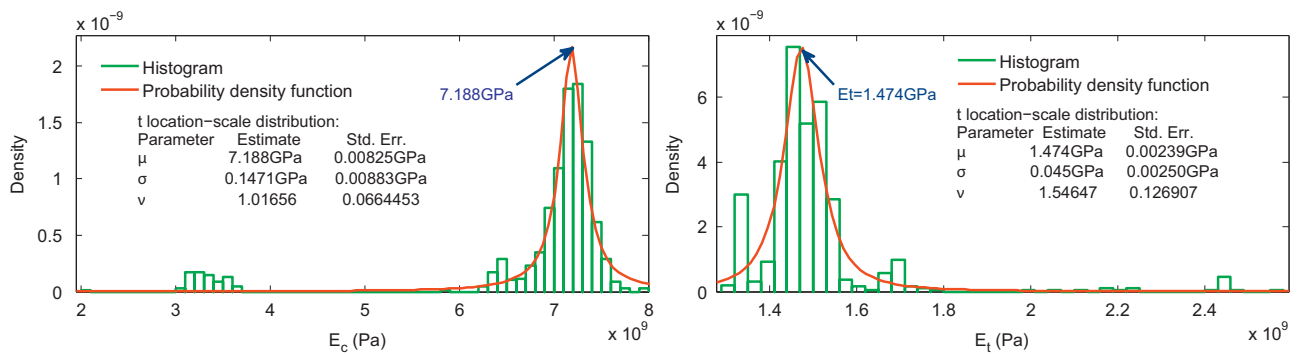 x 10⁻⁹
2
1.5
1
0.5
0
Density
Histogram
Probability density function
7.188GPa
t location−scale distribution:
Parameter Estimate Std. Err.
μ 7.188GPa 0.00825GPa
σ 0.1471GPa 0.00883GPa
ν 1.01656 0.0664453
2 3 4 5 6 7 8
x 10⁹
E_c (Pa)
x 10⁻⁹
6
4
2
0
Density
Histogram
Probability density function
Et=1.474GPa
t location−scale distribution:
Parameter Estimate Std. Err.
μ 1.474GPa 0.00239GPa
σ 0.045GPa 0.00250GPa
ν 1.54647 0.126907
1.4 1.6 1.8 2 2.2 2.4
x 10⁹
E_t (Pa)